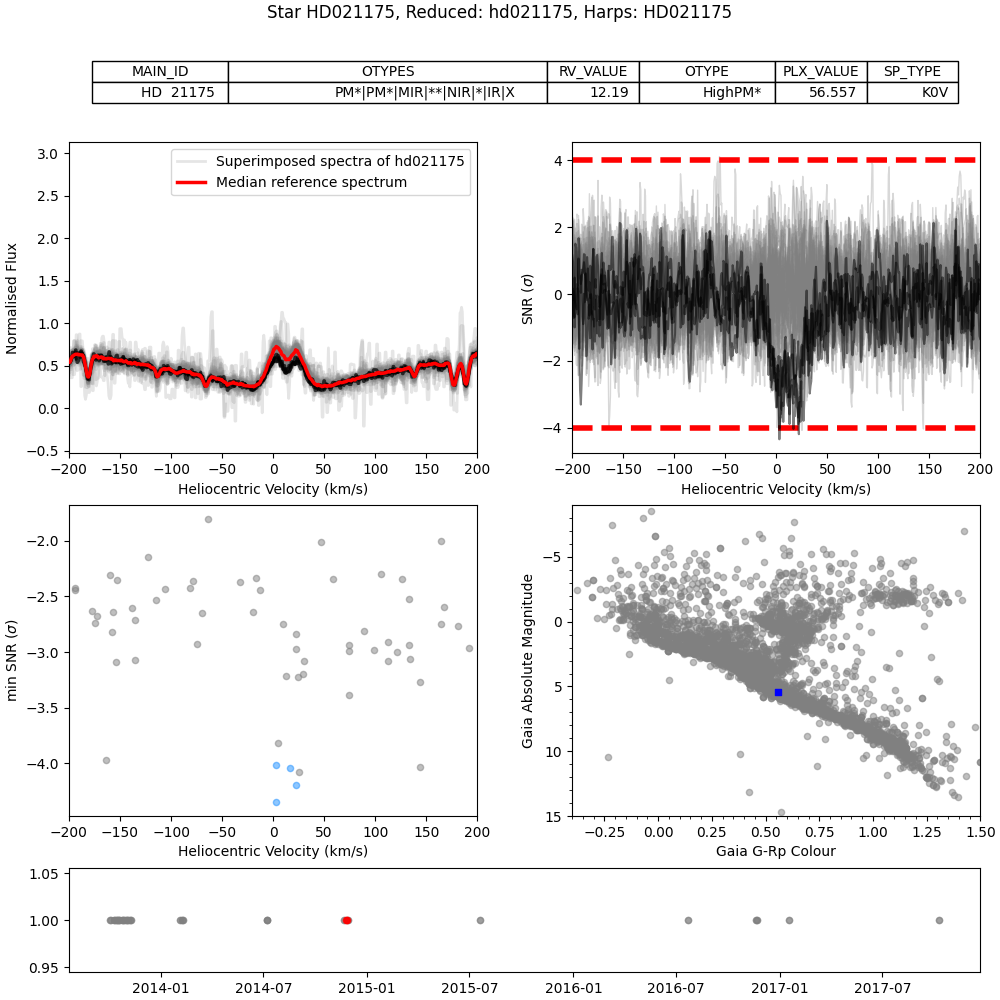 Star HD021175, Reduced: hd021175, Harps: HD021175
MAIN_ID OTYPES RV_VALUE OTYPE PLX_VALUE SP_TYPE
HD  21175 PM*|PM*|MIR|**|NIR|*|IR|X 12.19 HighPM* 56.557 K0V
Superimposed spectra of hd021175
Median reference spectrum
3.0
2.5
2.0
1.5
1.0
0.5
0.0
−0.5
Normalised Flux
−200 −150 −100 −50 0 50 100 150 200
Heliocentric Velocity (km/s)
4
2
0
−2
−4
SNR (σ)
−200 −150 −100 −50 0 50 100 150 200
Heliocentric Velocity (km/s)
−2.0
−2.5
−3.0
−3.5
−4.0
min SNR (σ)
−200 −150 −100 −50 0 50 100 150 200
Heliocentric Velocity (km/s)
−5
0
5
10
15
Gaia Absolute Magnitude
−0.25 0.00 0.25 0.50 0.75 1.00 1.25 1.50
Gaia G-Rp Colour
1.05
1.00
0.95
2014-01 2014-07 2015-01 2015-07 2016-01 2016-07 2017-01 2017-07